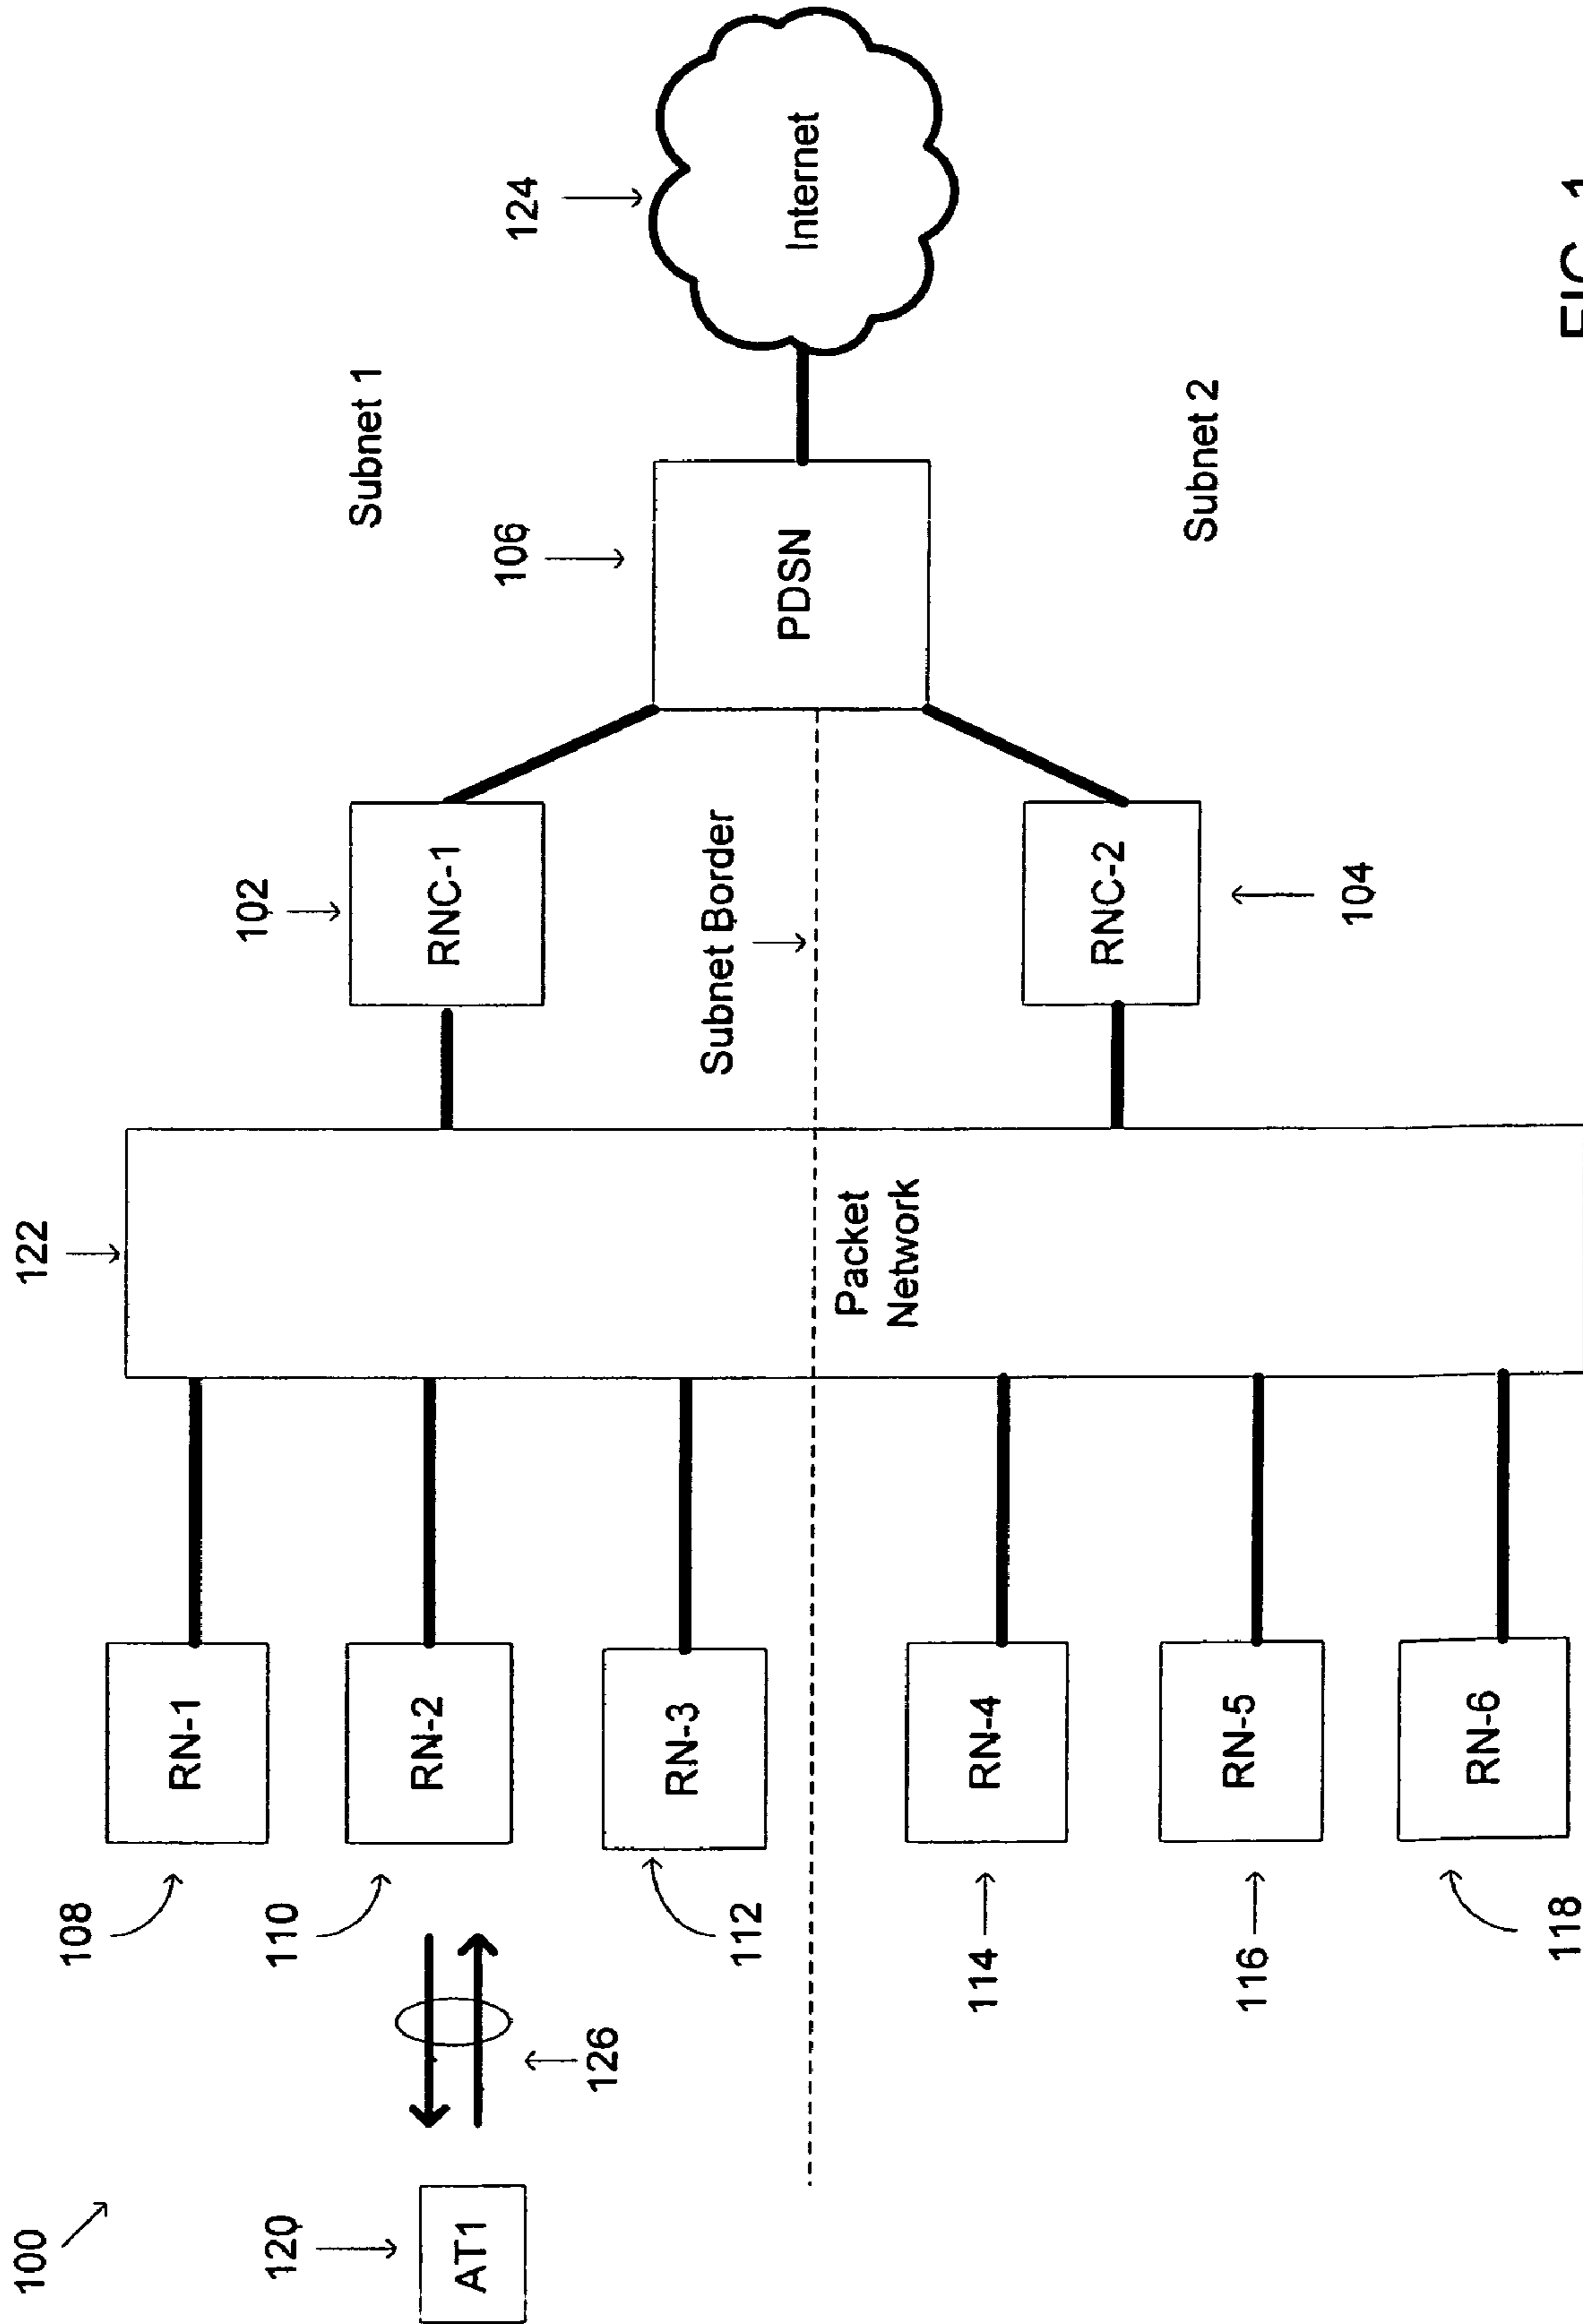 100
122
124
Subnet 1
106
102
108
RN-1
RNC-1
110
120
RN-2
AT1
126
RN-3
112
Subnet Border
PDSN
Internet
Packet
Network
114
RN-4
RNC-2
Subnet 2
116
RN-5
104
118
RN-6
FIG. 1